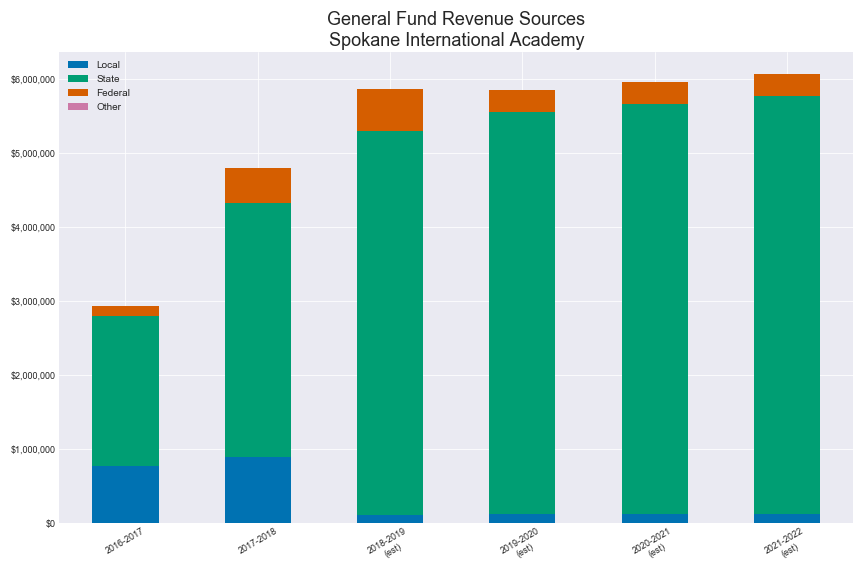 General Fund Revenue Sources
Spokane International Academy
Local
State
Federal
Other
$6,000,000
$5,000,000
$4,000,000
$3,000,000
$2,000,000
$1,000,000
$0
2016-2017
2017-2018
2018-2019
(est)
2019-2020
(est)
2020-2021
(est)
2021-2022
(est)